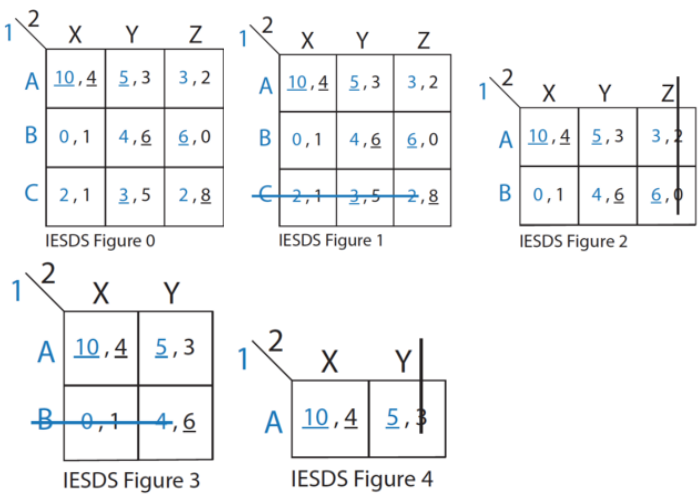 2
1
X Y Z
A 10,4 5,3 3,2
B 0,1 4,6 6,0
C 2,1 3,5 2,8
IESDS Figure 0
2
1
X Y Z
A 10,4 5,3 3,2
B 0,1 4,6 6,0
C 2,1 3,5 2,8
IESDS Figure 1
2
1
X Y Z
A 10,4 5,3 3,2
B 0,1 4,6 6,0
IESDS Figure 2
2
1
X Y
A 10,4 5,3
B 0,1 4,6
IESDS Figure 3
2
1
X Y
A 10,4 5,3
IESDS Figure 4